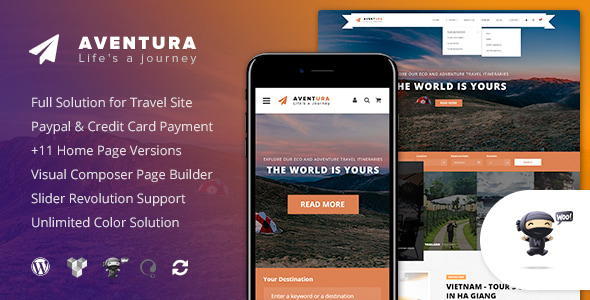 AVENTURA
Life's a journey
Full Solution for Travel Site
Paypal & Credit Card Payment
+11 Home Page Versions
Visual Composer Page Builder
Slider Revolution Support
Unlimited Color Solution
AVENTURA
Life's a journey
EXPLORE OUR ECO AND ADVENTURE TRAVEL ITINERARIES
THE WORLD IS YOURS
READ MORE
Your Destination
Enter a keyword or a destination
AVENTURA
EXPLORE OUR ECO AND ADVENTURE TRAVEL ITINERARIES
THE WORLD IS YOURS
READ MORE
SEARCH
THAILAND
WOO!
VIETNAM - TOUR
IN HA GIANG